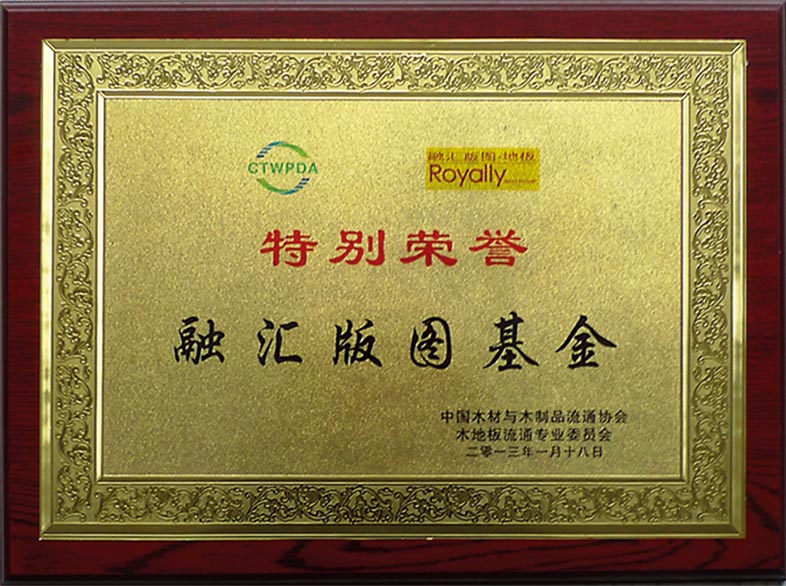 CTWPDA
融汇版图·地板
Royally
特别荣誉
融汇版图基金
中国木材与木制品流通协会
木地板流通专业委员会
二零一三年一月十八日